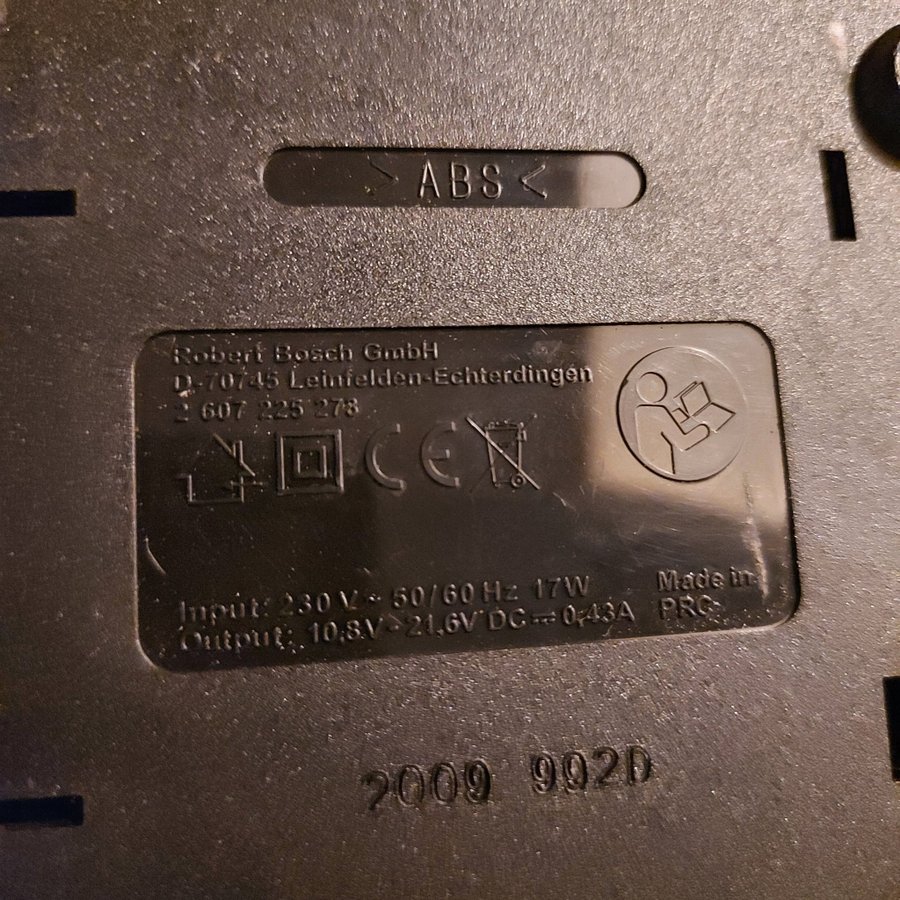 > ABS <
Robert Bosch GmbH
D-70745 Leinfelden-Echterdingen
2 607 225 278
CE
Input: 230 V ~ 50/60 Hz 17W
Output: 10,8V - 21,6V DC ⎓ 0,43A
Made in
PRC
2009 992D